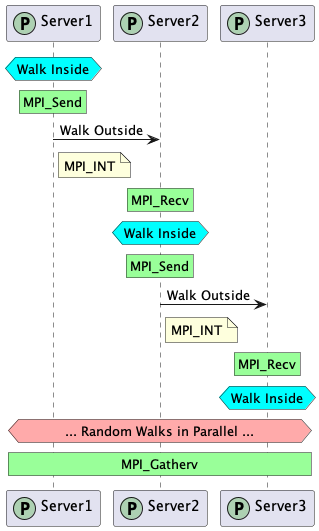 P Server1 P Server2 P Server3
Walk Inside
MPI_Send
Walk Outside
MPI_INT
MPI_Recv
Walk Inside
MPI_Send
Walk Outside
MPI_INT
MPI_Recv
Walk Inside
... Random Walks in Parallel ...
MPI_Gatherv
P Server1 P Server2 P Server3